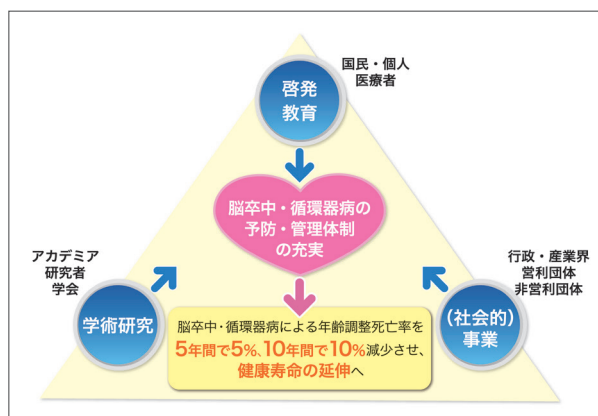 国民・個人
医療者
啓発
教育
脳卒中・循環器病の
予防・管理体制
の充実
アカデミア
研究者
学会
学術研究
行政・産業界
営利団体
非営利団体
(社会的)
事業
脳卒中・循環器病による年齢調整死亡率を
5年間で5%、10年間で10%減少させ、
健康寿命の延伸へ